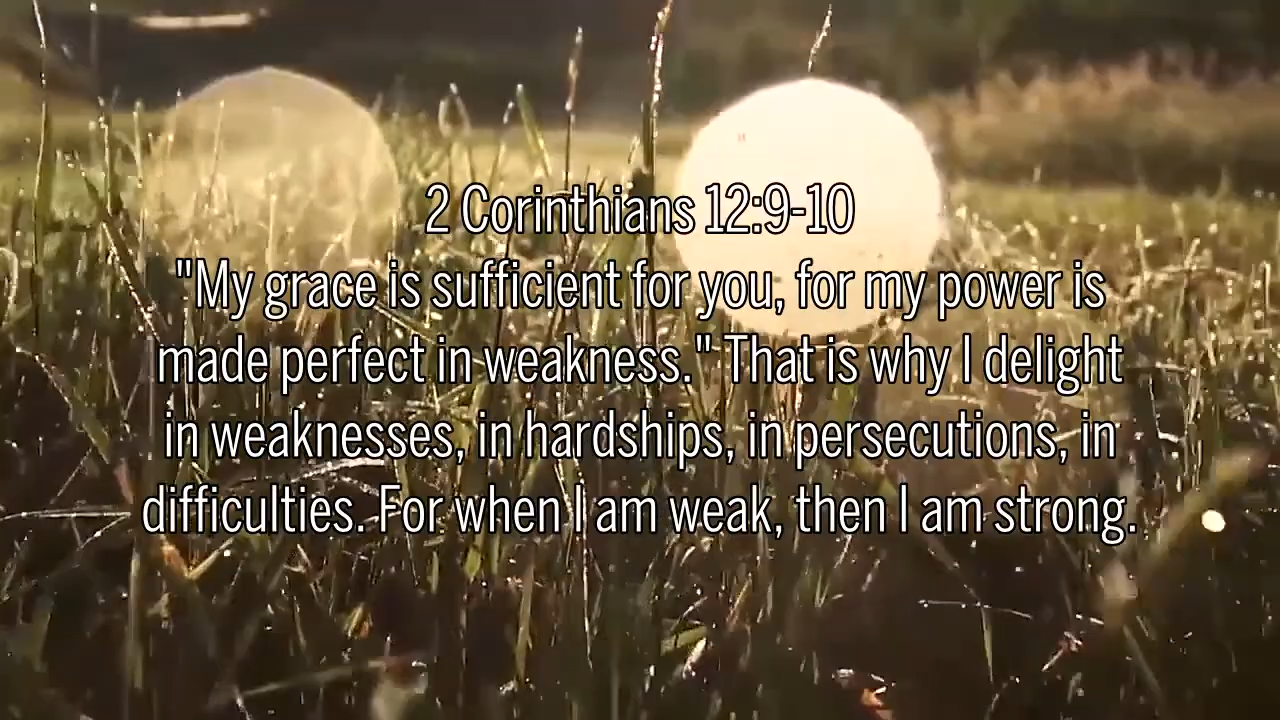 2 Corinthians 12:9-10
"My grace is sufficient for you, for my power is
made perfect in weakness." That is why I delight
in weaknesses, in hardships, in persecutions, in
difficulties. For when I am weak, then I am strong.